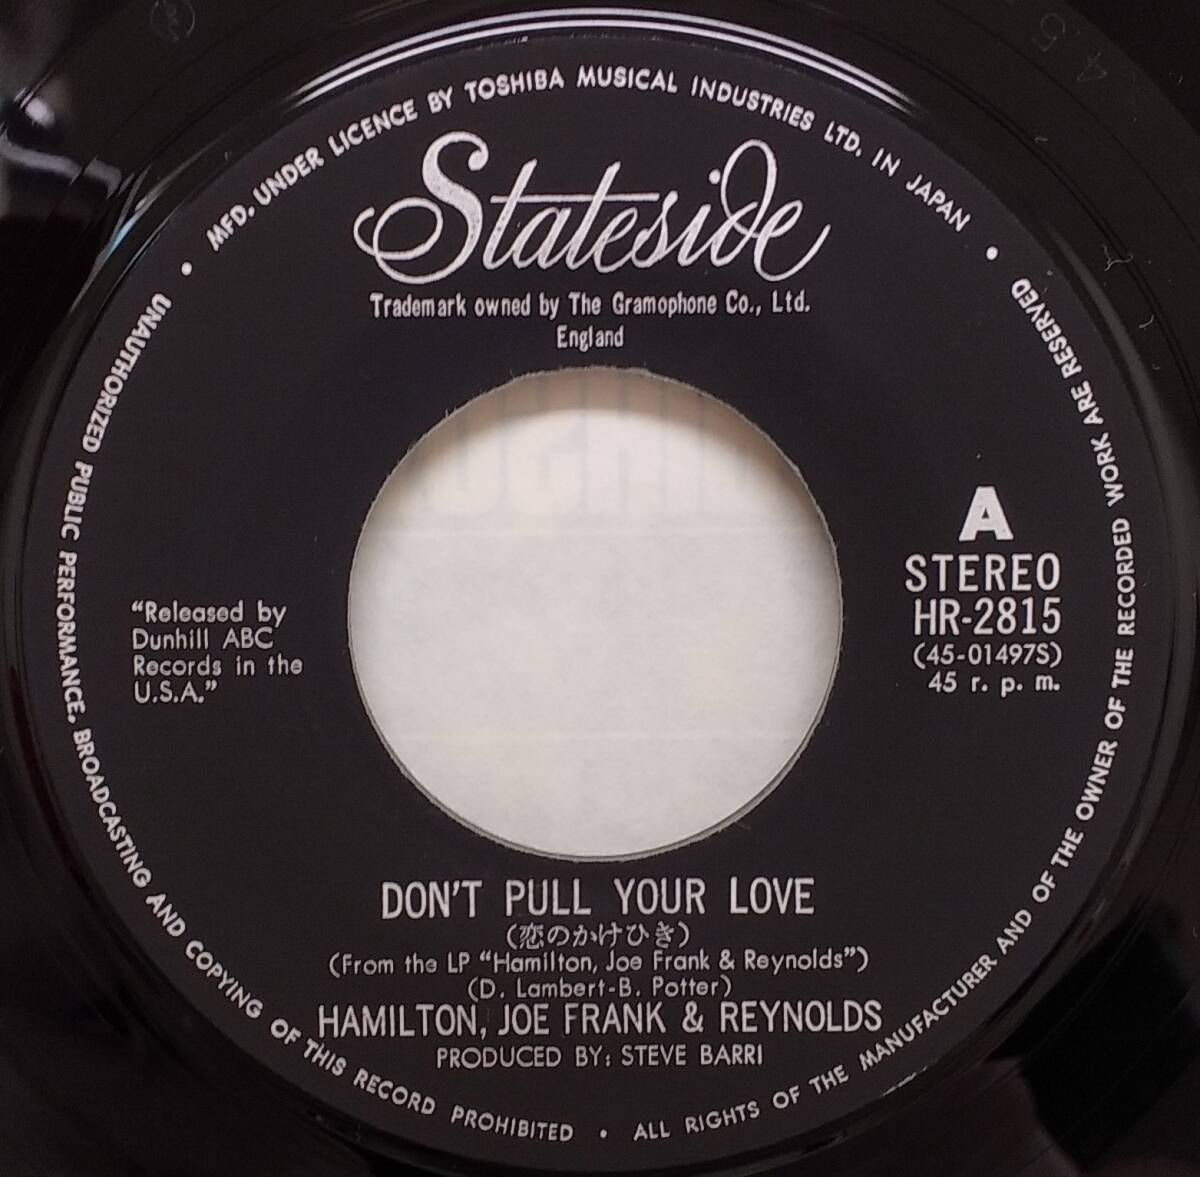 MFD. UNDER LICENCE BY TOSHIBA MUSICAL INDUSTRIES LTD. IN JAPAN
Stateside
Trademark owned by The Gramophone Co., Ltd.
England
A
STEREO
HR-2815
(45-01497S)
45 r. p. m.
"Released by
Dunhill ABC
Records in the
U.S.A."
DON'T PULL YOUR LOVE
(恋のかけひき)
(From the LP "Hamilton, Joe Frank & Reynolds")
(D. Lambert-B. Potter)
HAMILTON, JOE FRANK & REYNOLDS
PRODUCED BY: STEVE BARRI
UNAUTHORIZED PUBLIC PERFORMANCE, BROADCASTING AND COPYING OF THIS RECORD PROHIBITED • ALL RIGHTS OF THE MANUFACTURER AND OF THE OWNER OF THE RECORDED WORK ARE RESERVED